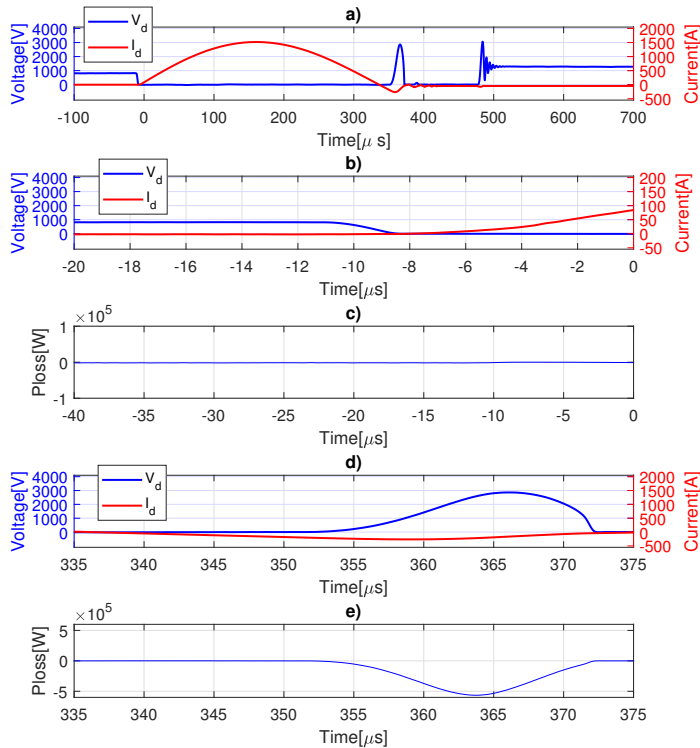 a)
4000
3000
2000
1000
0
Voltage[V]
V_d
I_d
2000
1500
1000
500
0
-500
Current[A]
-100 0 100 200 300 400 500 600 700
Time[μ s]
b)
4000
3000
2000
1000
0
Voltage[V]
V_d
I_d
200
150
100
50
0
-50
Current[A]
-20 -18 -16 -14 -12 -10 -8 -6 -4 -2 0
Time[μs]
c)
×10^5
1
0
-1
Ploss[W]
-40 -35 -30 -25 -20 -15 -10 -5 0
Time[μs]
d)
4000
3000
2000
1000
0
Voltage[V]
V_d
I_d
2000
1500
1000
500
0
-500
Current[A]
335 340 345 350 355 360 365 370 375
Time[μs]
e)
×10^5
5
0
-5
Ploss[W]
335 340 345 350 355 360 365 370 375
Time[μs]